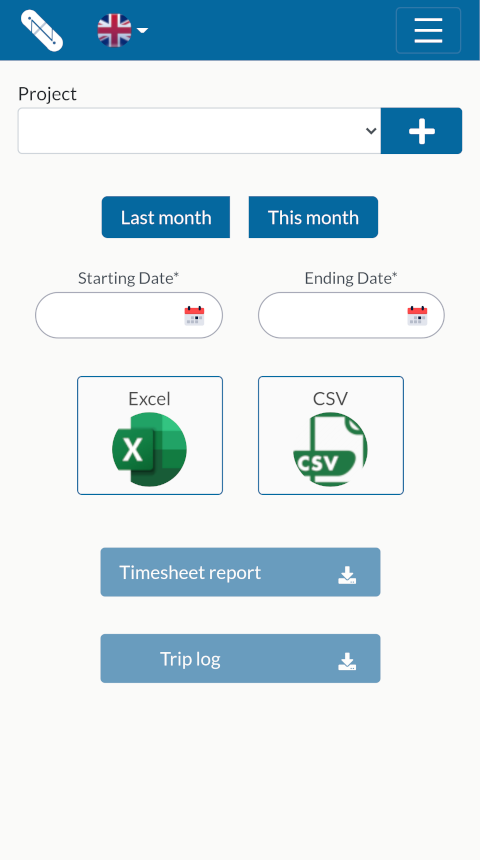 Project
Last month
This month
Starting Date*
Ending Date*
Excel
CSV
X
CSV
Timesheet report
Trip log